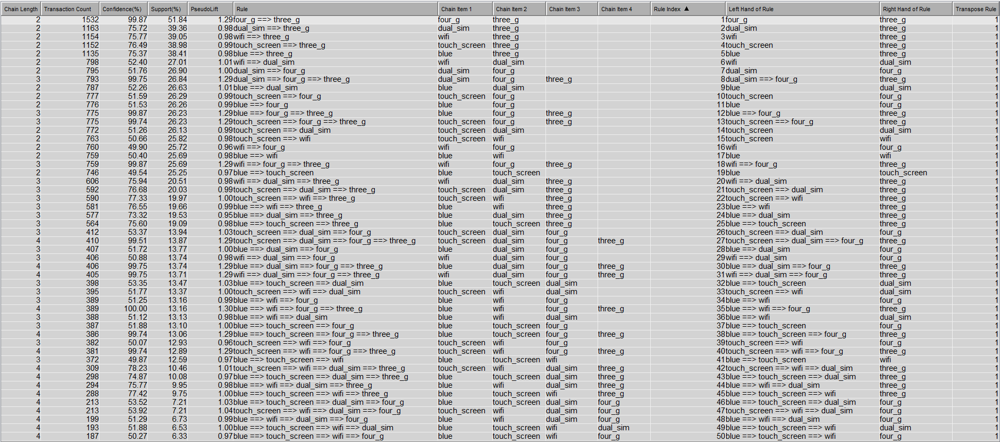 Chain Length Transaction Count Confidence(%) Support(%) PseudoLift Rule Chain Item 1 Chain Item 2 Chain Item 3 Chain Item 4 Rule Index ▲ Left Hand of Rule Right Hand of Rule Transpose Rule
2 1532 99.87 51.84 1.29 four_g ==> three_g four_g three_g 1 four_g three_g 1
2 1163 75.72 39.36 0.98 dual_sim ==> three_g dual_sim three_g 2 dual_sim three_g 1
2 1154 75.77 39.05 0.98 wifi ==> three_g wifi three_g 3 wifi three_g 1
2 1152 76.49 38.98 0.99 touch_screen ==> three_g touch_screen three_g 4 touch_screen three_g 1
2 1135 75.37 38.41 0.98 blue ==> three_g blue three_g 5 blue three_g 1
2 798 52.40 27.01 1.01 wifi ==> dual_sim wifi dual_sim 6 wifi dual_sim 1
2 795 51.76 26.90 1.00 dual_sim ==> four_g dual_sim four_g 7 dual_sim four_g 1
3 793 99.75 26.84 1.29 dual_sim ==> four_g ==> three_g dual_sim four_g three_g 8 dual_sim ==> four_g three_g 1
2 787 52.26 26.63 1.01 blue ==> dual_sim blue dual_sim 9 blue dual_sim 1
2 777 51.59 26.29 0.99 touch_screen ==> four_g touch_screen four_g 10 touch_screen four_g 1
2 776 51.53 26.26 0.99 blue ==> four_g blue four_g 11 blue four_g 1
3 775 99.87 26.23 1.29 blue ==> four_g ==> three_g blue four_g three_g 12 blue ==> four_g three_g 1
3 775 99.74 26.23 1.29 touch_screen ==> four_g ==> three_g touch_screen four_g three_g 13 touch_screen ==> four_g three_g 1
2 772 51.26 26.13 0.99 touch_screen ==> dual_sim touch_screen dual_sim 14 touch_screen dual_sim 1
2 763 50.66 25.82 0.98 touch_screen ==> wifi touch_screen wifi 15 touch_screen wifi 1
2 760 49.90 25.72 0.96 wifi ==> four_g wifi four_g 16 wifi four_g 1
2 759 50.40 25.69 0.98 blue ==> wifi blue wifi 17 blue wifi 1
3 759 99.87 25.69 1.29 wifi ==> four_g ==> three_g wifi four_g three_g 18 wifi ==> four_g three_g 1
2 746 49.54 25.25 0.97 blue ==> touch_screen blue touch_screen 19 blue touch_screen 1
3 606 75.94 20.51 0.98 wifi ==> dual_sim ==> three_g wifi dual_sim three_g 20 wifi ==> dual_sim three_g 1
3 592 76.68 20.03 0.99 touch_screen ==> dual_sim ==> three_g touch_screen dual_sim three_g 21 touch_screen ==> dual_sim three_g 1
3 590 77.33 19.97 1.00 touch_screen ==> wifi ==> three_g touch_screen wifi three_g 22 touch_screen ==> wifi three_g 1
3 581 76.55 19.66 0.99 blue ==> wifi ==> three_g blue wifi three_g 23 blue ==> wifi three_g 1
3 577 73.32 19.53 0.95 blue ==> dual_sim ==> three_g blue dual_sim three_g 24 blue ==> dual_sim three_g 1
3 564 75.60 19.09 0.98 blue ==> touch_screen ==> three_g blue touch_screen three_g 25 blue ==> touch_screen three_g 1
3 412 53.37 13.94 1.03 touch_screen ==> dual_sim ==> four_g touch_screen dual_sim four_g 26 touch_screen ==> dual_sim four_g 1
4 410 99.51 13.87 1.29 touch_screen ==> dual_sim ==> four_g ==> three_g touch_screen dual_sim four_g three_g 27 touch_screen ==> dual_sim ==> four_g three_g 1
3 407 51.72 13.77 1.00 blue ==> dual_sim ==> four_g blue dual_sim four_g 28 blue ==> dual_sim four_g 1
3 406 50.88 13.74 0.98 wifi ==> dual_sim ==> four_g wifi dual_sim four_g 29 wifi ==> dual_sim four_g 1
4 406 99.75 13.74 1.29 blue ==> dual_sim ==> four_g ==> three_g blue dual_sim four_g three_g 30 blue ==> dual_sim ==> four_g three_g 1
4 405 99.75 13.71 1.29 wifi ==> dual_sim ==> four_g ==> three_g wifi dual_sim four_g three_g 31 wifi ==> dual_sim ==> four_g three_g 1
3 398 53.35 13.47 1.03 blue ==> touch_screen ==> dual_sim blue touch_screen dual_sim 32 blue ==> touch_screen dual_sim 1
3 395 51.77 13.37 1.00 touch_screen ==> wifi ==> dual_sim touch_screen wifi dual_sim 33 touch_screen ==> wifi dual_sim 1
3 389 51.25 13.16 0.99 blue ==> wifi ==> four_g blue wifi four_g 34 blue ==> wifi four_g 1
4 389 100.00 13.16 1.30 blue ==> wifi ==> four_g ==> three_g blue wifi four_g three_g 35 blue ==> wifi ==> four_g three_g 1
3 388 51.12 13.13 0.98 blue ==> wifi ==> dual_sim blue wifi dual_sim 36 blue ==> wifi dual_sim 1
3 387 51.88 13.10 1.00 blue ==> touch_screen ==> four_g blue touch_screen four_g 37 blue ==> touch_screen four_g 1
4 386 99.74 13.06 1.29 blue ==> touch_screen ==> four_g ==> three_g blue touch_screen four_g three_g 38 blue ==> touch_screen ==> four_g three_g 1
3 382 50.07 12.93 0.96 touch_screen ==> wifi ==> four_g touch_screen wifi four_g 39 touch_screen ==> wifi four_g 1
4 381 99.74 12.89 1.29 touch_screen ==> wifi ==> four_g ==> three_g touch_screen wifi four_g three_g 40 touch_screen ==> wifi ==> four_g three_g 1
3 372 49.87 12.59 0.97 blue ==> touch_screen ==> wifi blue touch_screen wifi 41 blue ==> touch_screen wifi 1
4 309 78.23 10.46 1.01 touch_screen ==> wifi ==> dual_sim ==> three_g touch_screen wifi dual_sim three_g 42 touch_screen ==> wifi ==> dual_sim three_g 1
4 298 74.87 10.08 0.97 blue ==> touch_screen ==> dual_sim ==> three_g blue touch_screen dual_sim three_g 43 blue ==> touch_screen ==> dual_sim three_g 1
4 294 75.77 9.95 0.98 blue ==> wifi ==> dual_sim ==> three_g blue wifi dual_sim three_g 44 blue ==> wifi ==> dual_sim three_g 1
4 288 77.42 9.75 1.00 blue ==> touch_screen ==> wifi ==> three_g blue touch_screen wifi three_g 45 blue ==> touch_screen ==> wifi three_g 1
4 213 53.52 7.21 1.03 blue ==> touch_screen ==> dual_sim ==> four_g blue touch_screen dual_sim four_g 46 blue ==> touch_screen ==> dual_sim four_g 1
4 213 53.92 7.21 1.04 touch_screen ==> wifi ==> dual_sim ==> four_g touch_screen wifi dual_sim four_g 47 touch_screen ==> wifi ==> dual_sim four_g 1
4 199 51.29 6.73 0.99 blue ==> wifi ==> dual_sim ==> four_g blue wifi dual_sim four_g 48 blue ==> wifi ==> dual_sim four_g 1
4 193 51.88 6.53 1.00 blue ==> touch_screen ==> wifi ==> dual_sim blue touch_screen wifi dual_sim 49 blue ==> touch_screen ==> wifi dual_sim 1
4 187 50.27 6.33 0.97 blue ==> touch_screen ==> wifi ==> four_g blue touch_screen wifi four_g 50 blue ==> touch_screen ==> wifi four_g 1